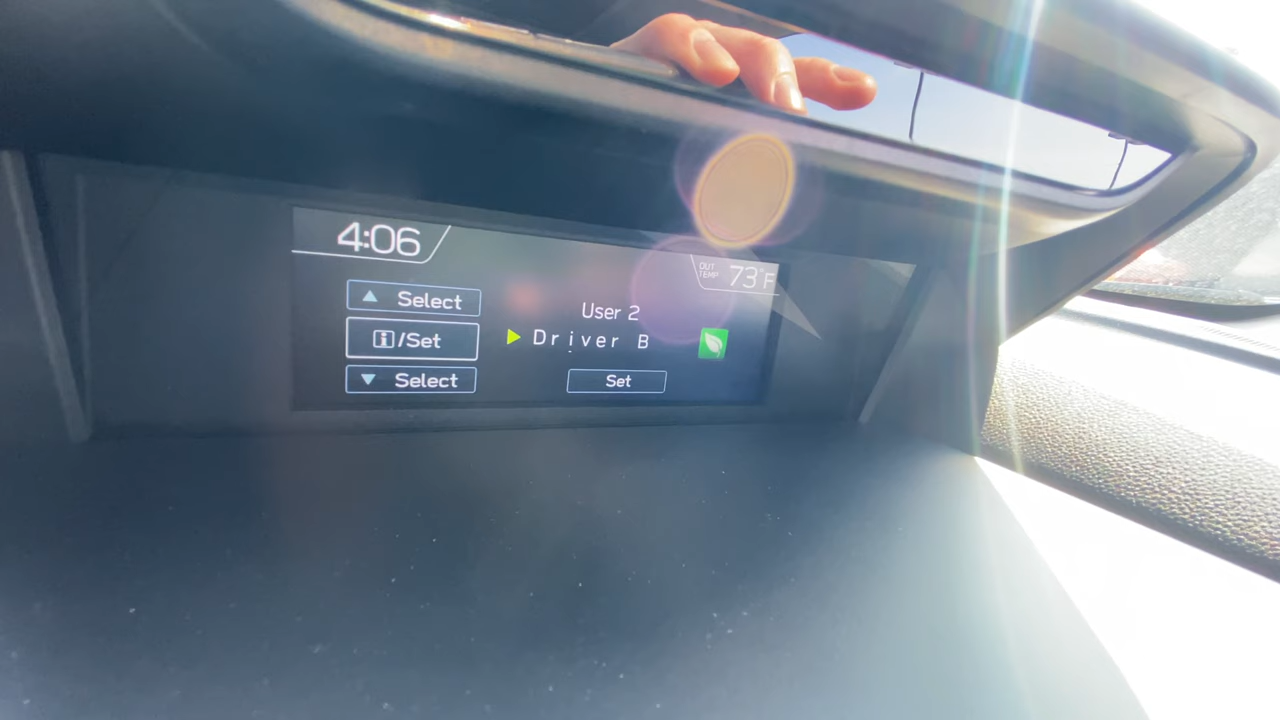 4:06
OUT TEMP 73°F
Select
i/Set
Select
User 2
Driver B
Set